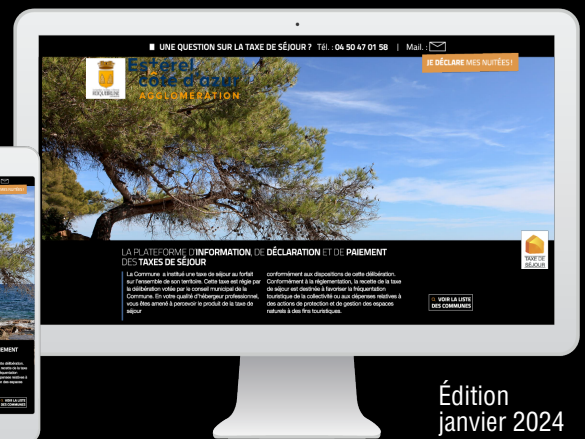 UNE QUESTION SUR LA TAXE DE SÉJOUR ? Tél. : 04 50 47 01 58 | Mail. :
JE DÉCLARE MES NUITÉES !
ROQUEBRUNE
Esterel
côte d'azur
AGGLOMERATION
LA PLATEFORME D'INFORMATION, DE DÉCLARATION ET DE PAIEMENT
DES TAXES DE SÉJOUR
La Commune a institué une taxe de séjour au forfait
sur l'ensemble de son territoire. Cette taxe est régie par
la délibération votée par le conseil municipal de la
Commune. En votre qualité d'hébergeur professionnel,
vous êtes amené à percevoir le produit de la taxe de
séjour
conformément aux dispositions de cette délibération.
Conformément à la réglementation, la recette de la taxe
de séjour est destinée à favoriser la fréquentation
touristique de la collectivité ou aux dépenses relatives à
des actions de protection et de gestion des espaces
naturels à des fins touristiques.
TAXE DE
SÉJOUR
VOIR LA LISTE
DES COMMUNES
Édition
janvier 2024